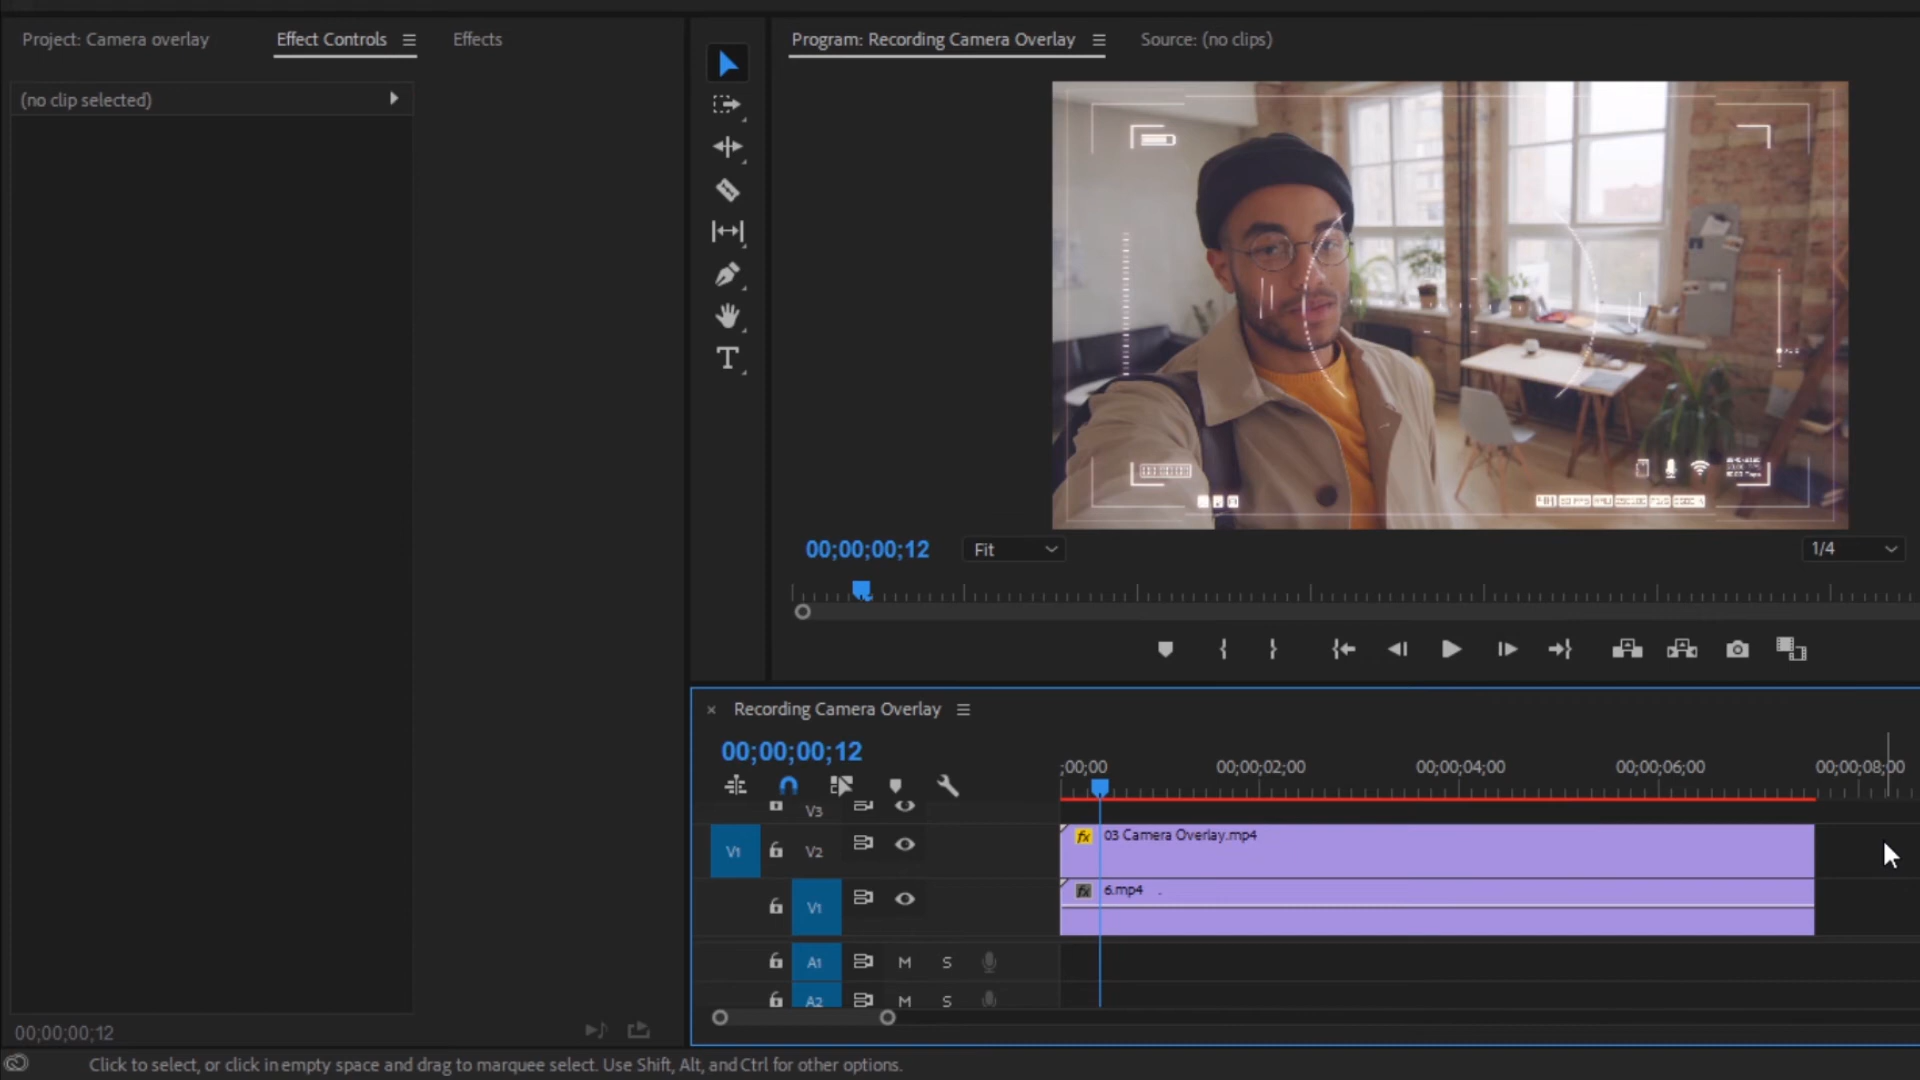 Project: Camera overlay
Effect Controls
Effects
Program: Recording Camera Overlay
Source: (no clips)
(no clip selected)
T
00;00;00;12
Fit
1/4
Recording Camera Overlay
00;00;00;12
;00;00
00;00;02;00
00;00;04;00
00;00;06;00
00;00;08;00
V3
V1
V2
fx
03 Camera Overlay.mp4
V1
fx
6.mp4
A1
M
S
A2
M
S
00;00;00;12
Click to select, or click in empty space and drag to marquee select. Use Shift, Alt, and Ctrl for other options.